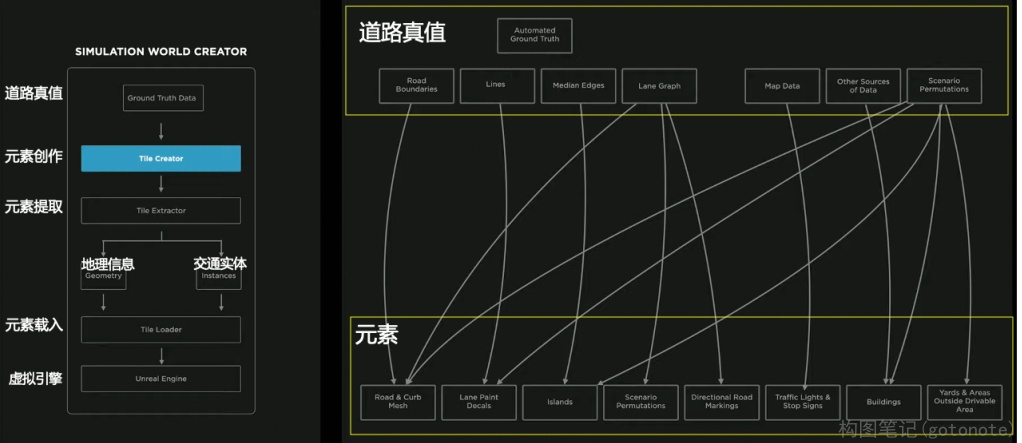 SIMULATION WORLD CREATOR
道路真值
Ground Truth Data
元素创作
Tile Creator
元素提取
Tile Extractor
地理信息
Geometry
交通实体
Instances
元素载入
Tile Loader
虚拟引擎
Unreal Engine
道路真值
Automated
Ground Truth
Road
Boundaries
Lines
Median Edges
Lane Graph
Map Data
Other Sources
of Data
Scenario
Permutations
元素
Road & Curb
Mesh
Lane Paint
Decals
Islands
Scenario
Permutations
Directional Road
Markings
Traffic Lights &
Stop Signs
Buildings
Yards & Areas
Outside Drivable
Area
构图笔记(gotonote)